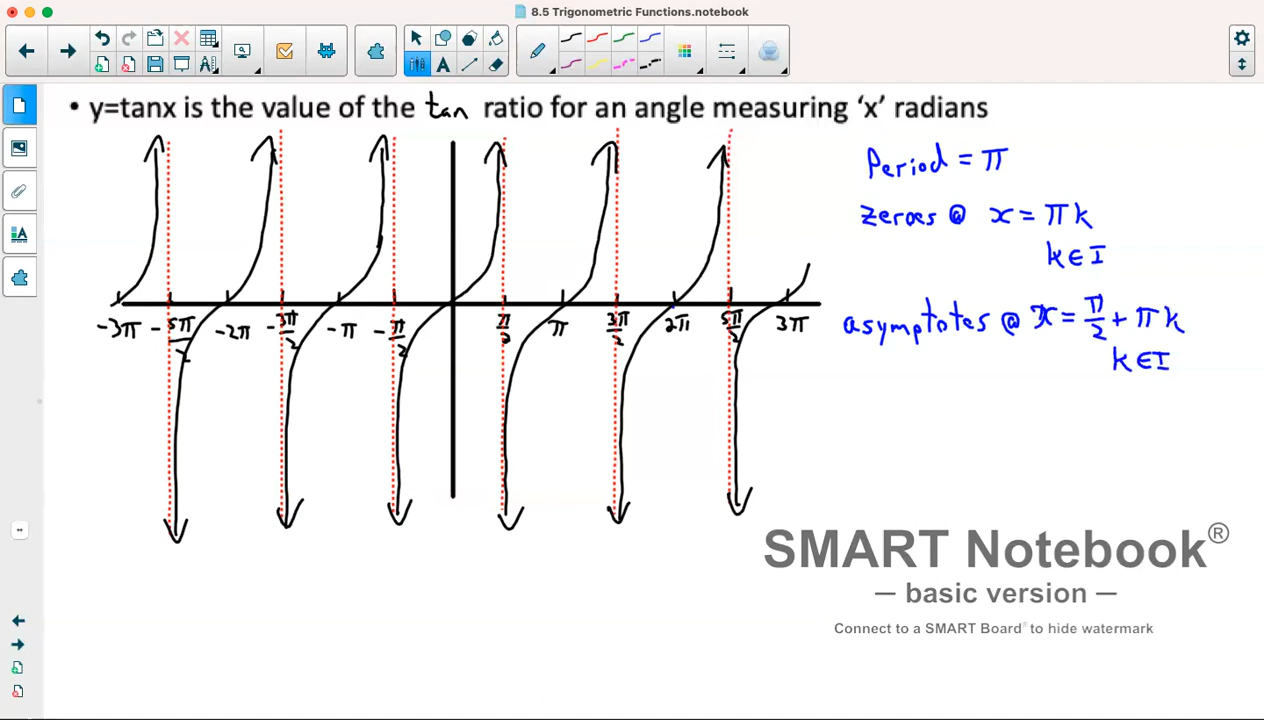 8.5 Trigonometric Functions.notebook
• y=tanx is the value of the tan ratio for an angle measuring ‘x’ radians
Period = π
zeroes @ x = πk
k ∈ I
asymptotes @ x = π/2 + πk
k ∈ I
-3π -5π/2 -2π -3π/2 -π -π/2 π/2 π 3π/2 2π 5π/2 3π
SMART Notebook®
— basic version —
Connect to a SMART Board® to hide watermark